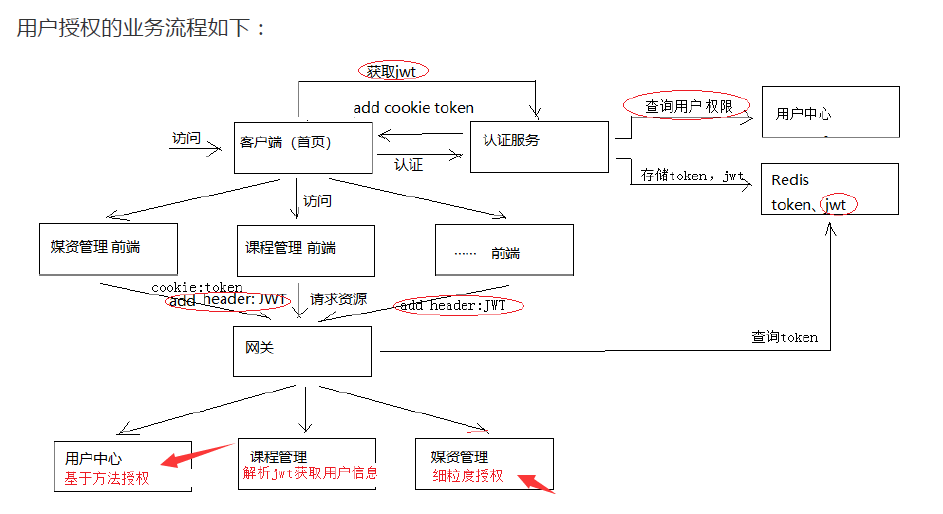 用户授权的业务流程如下：
获取jwt
add cookie token
查询用户 权限
用户中心
访问
客户端（首页）
认证服务
认证
存储token，jwt
Redis
token、jwt
访问
媒资管理 前端
课程管理 前端
…… 前端
cookie:token
add header: JWT
请求资源
add header:JWT
网关
查询token
用户中心
基于方法授权
课程管理
解析jwt获取用户信息
媒资管理
细粒度授权